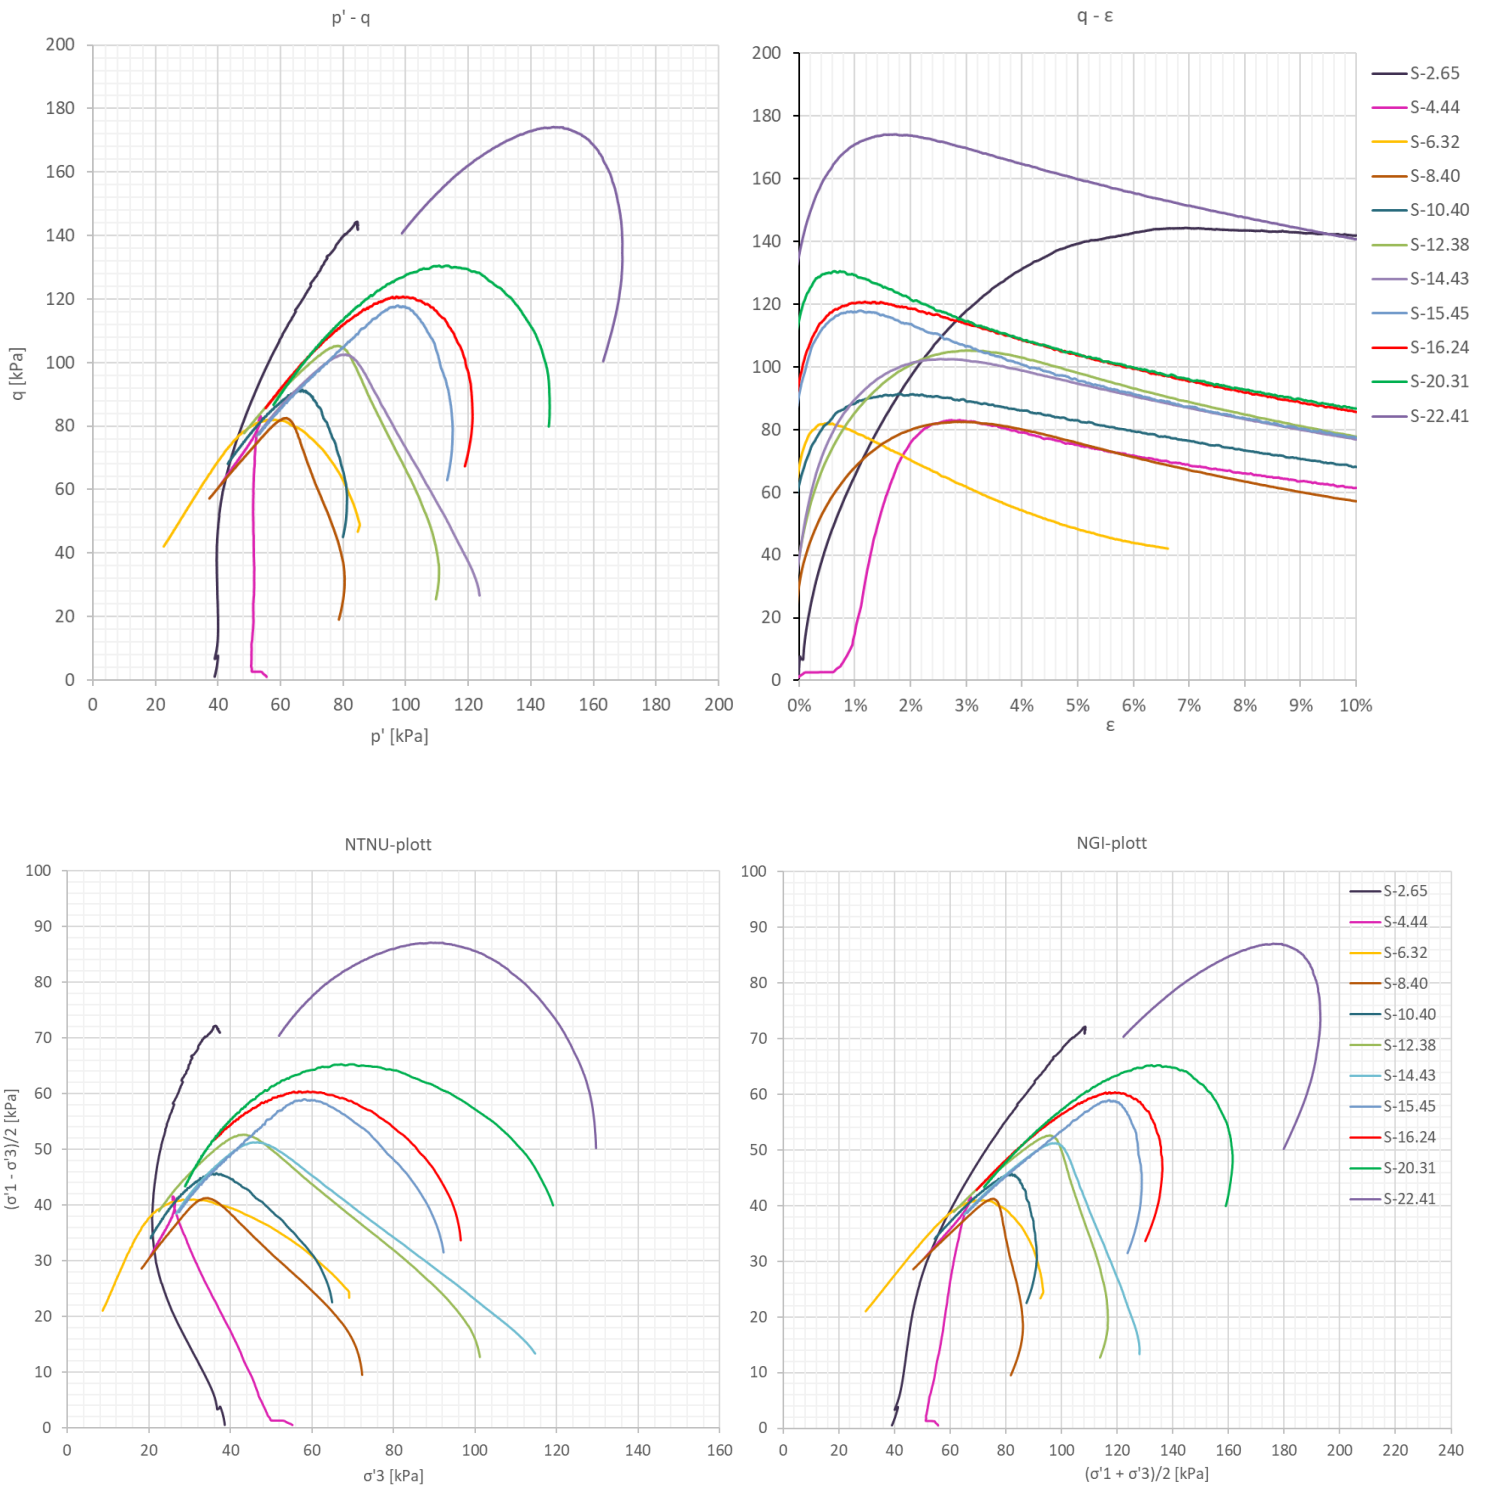 p' - q
200
180
160
140
120
100
80
60
40
20
0
0 20 40 60 80 100 120 140 160 180 200
q [kPa]
p' [kPa]
q - ε
200
180
160
140
120
100
80
60
40
20
0
0% 1% 2% 3% 4% 5% 6% 7% 8% 9% 10%
ε
S-2.65
S-4.44
S-6.32
S-8.40
S-10.40
S-12.38
S-14.43
S-15.45
S-16.24
S-20.31
S-22.41
NTNU-plott
100
90
80
70
60
50
40
30
20
10
0
0 20 40 60 80 100 120 140 160
(σ'1 - σ'3)/2 [kPa]
σ'3 [kPa]
NGI-plott
100
90
80
70
60
50
40
30
20
10
0
0 20 40 60 80 100 120 140 160 180 200 220 240
(σ'1 + σ'3)/2 [kPa]
S-2.65
S-4.44
S-6.32
S-8.40
S-10.40
S-12.38
S-14.43
S-15.45
S-16.24
S-20.31
S-22.41